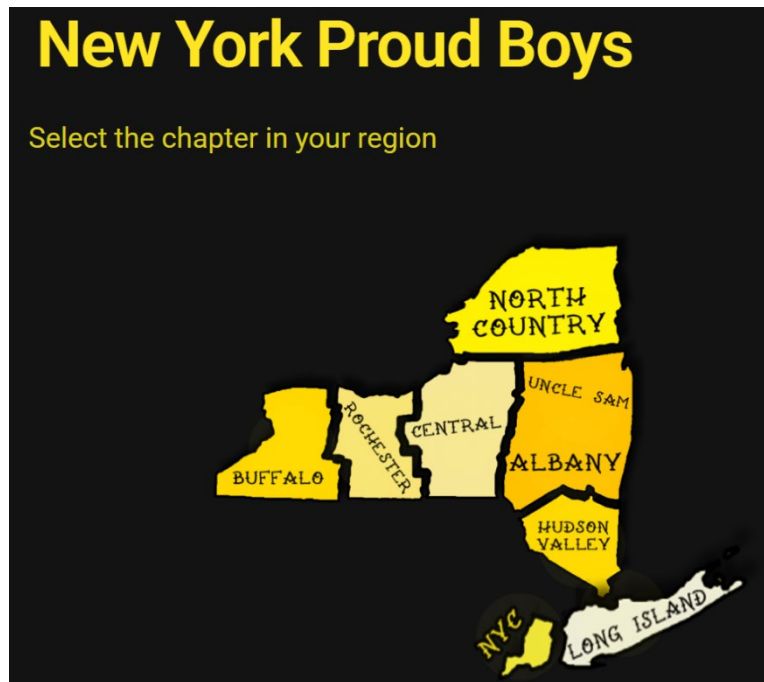 New York Proud Boys
Select the chapter in your region
NORTH
COUNTRY
UNCLE SAM
ROCHESTER
CENTRAL
ALBANY
BUFFALO
HUDSON
VALLEY
NYC
LONG ISLAND